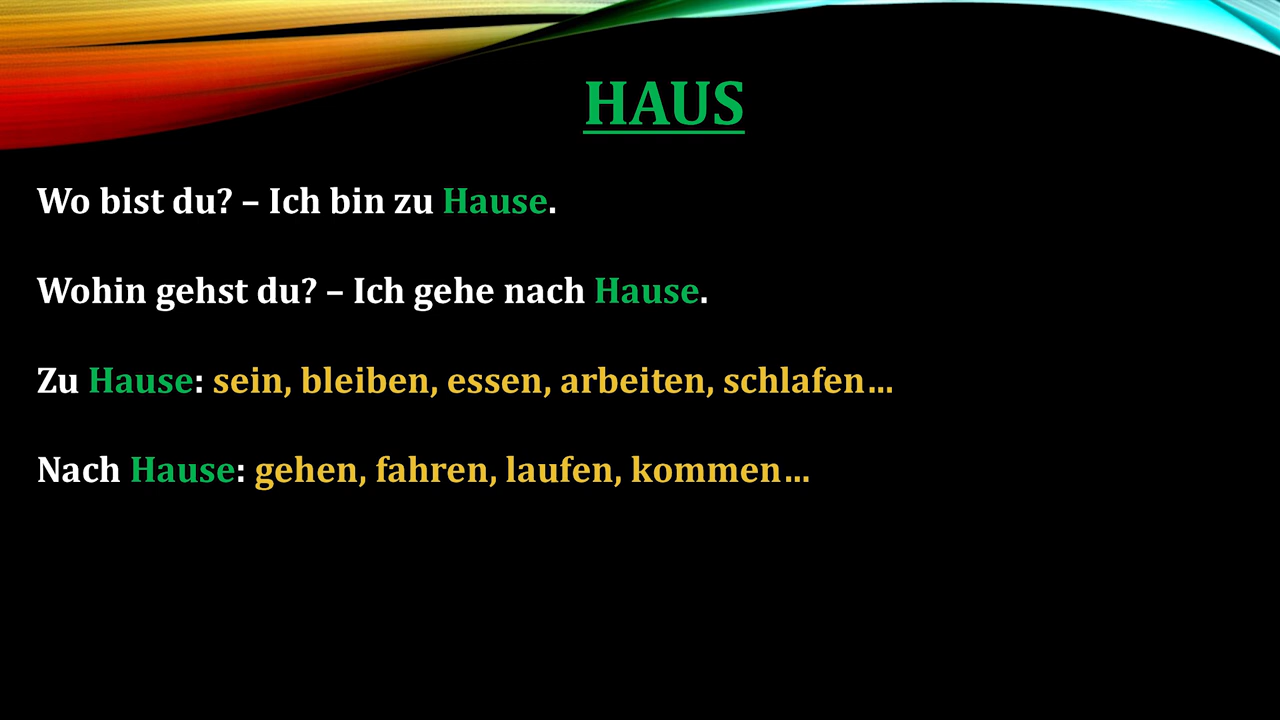 HAUS
Wo bist du? – Ich bin zu Hause.
Wohin gehst du? – Ich gehe nach Hause.
Zu Hause: sein, bleiben, essen, arbeiten, schlafen…
Nach Hause: gehen, fahren, laufen, kommen…